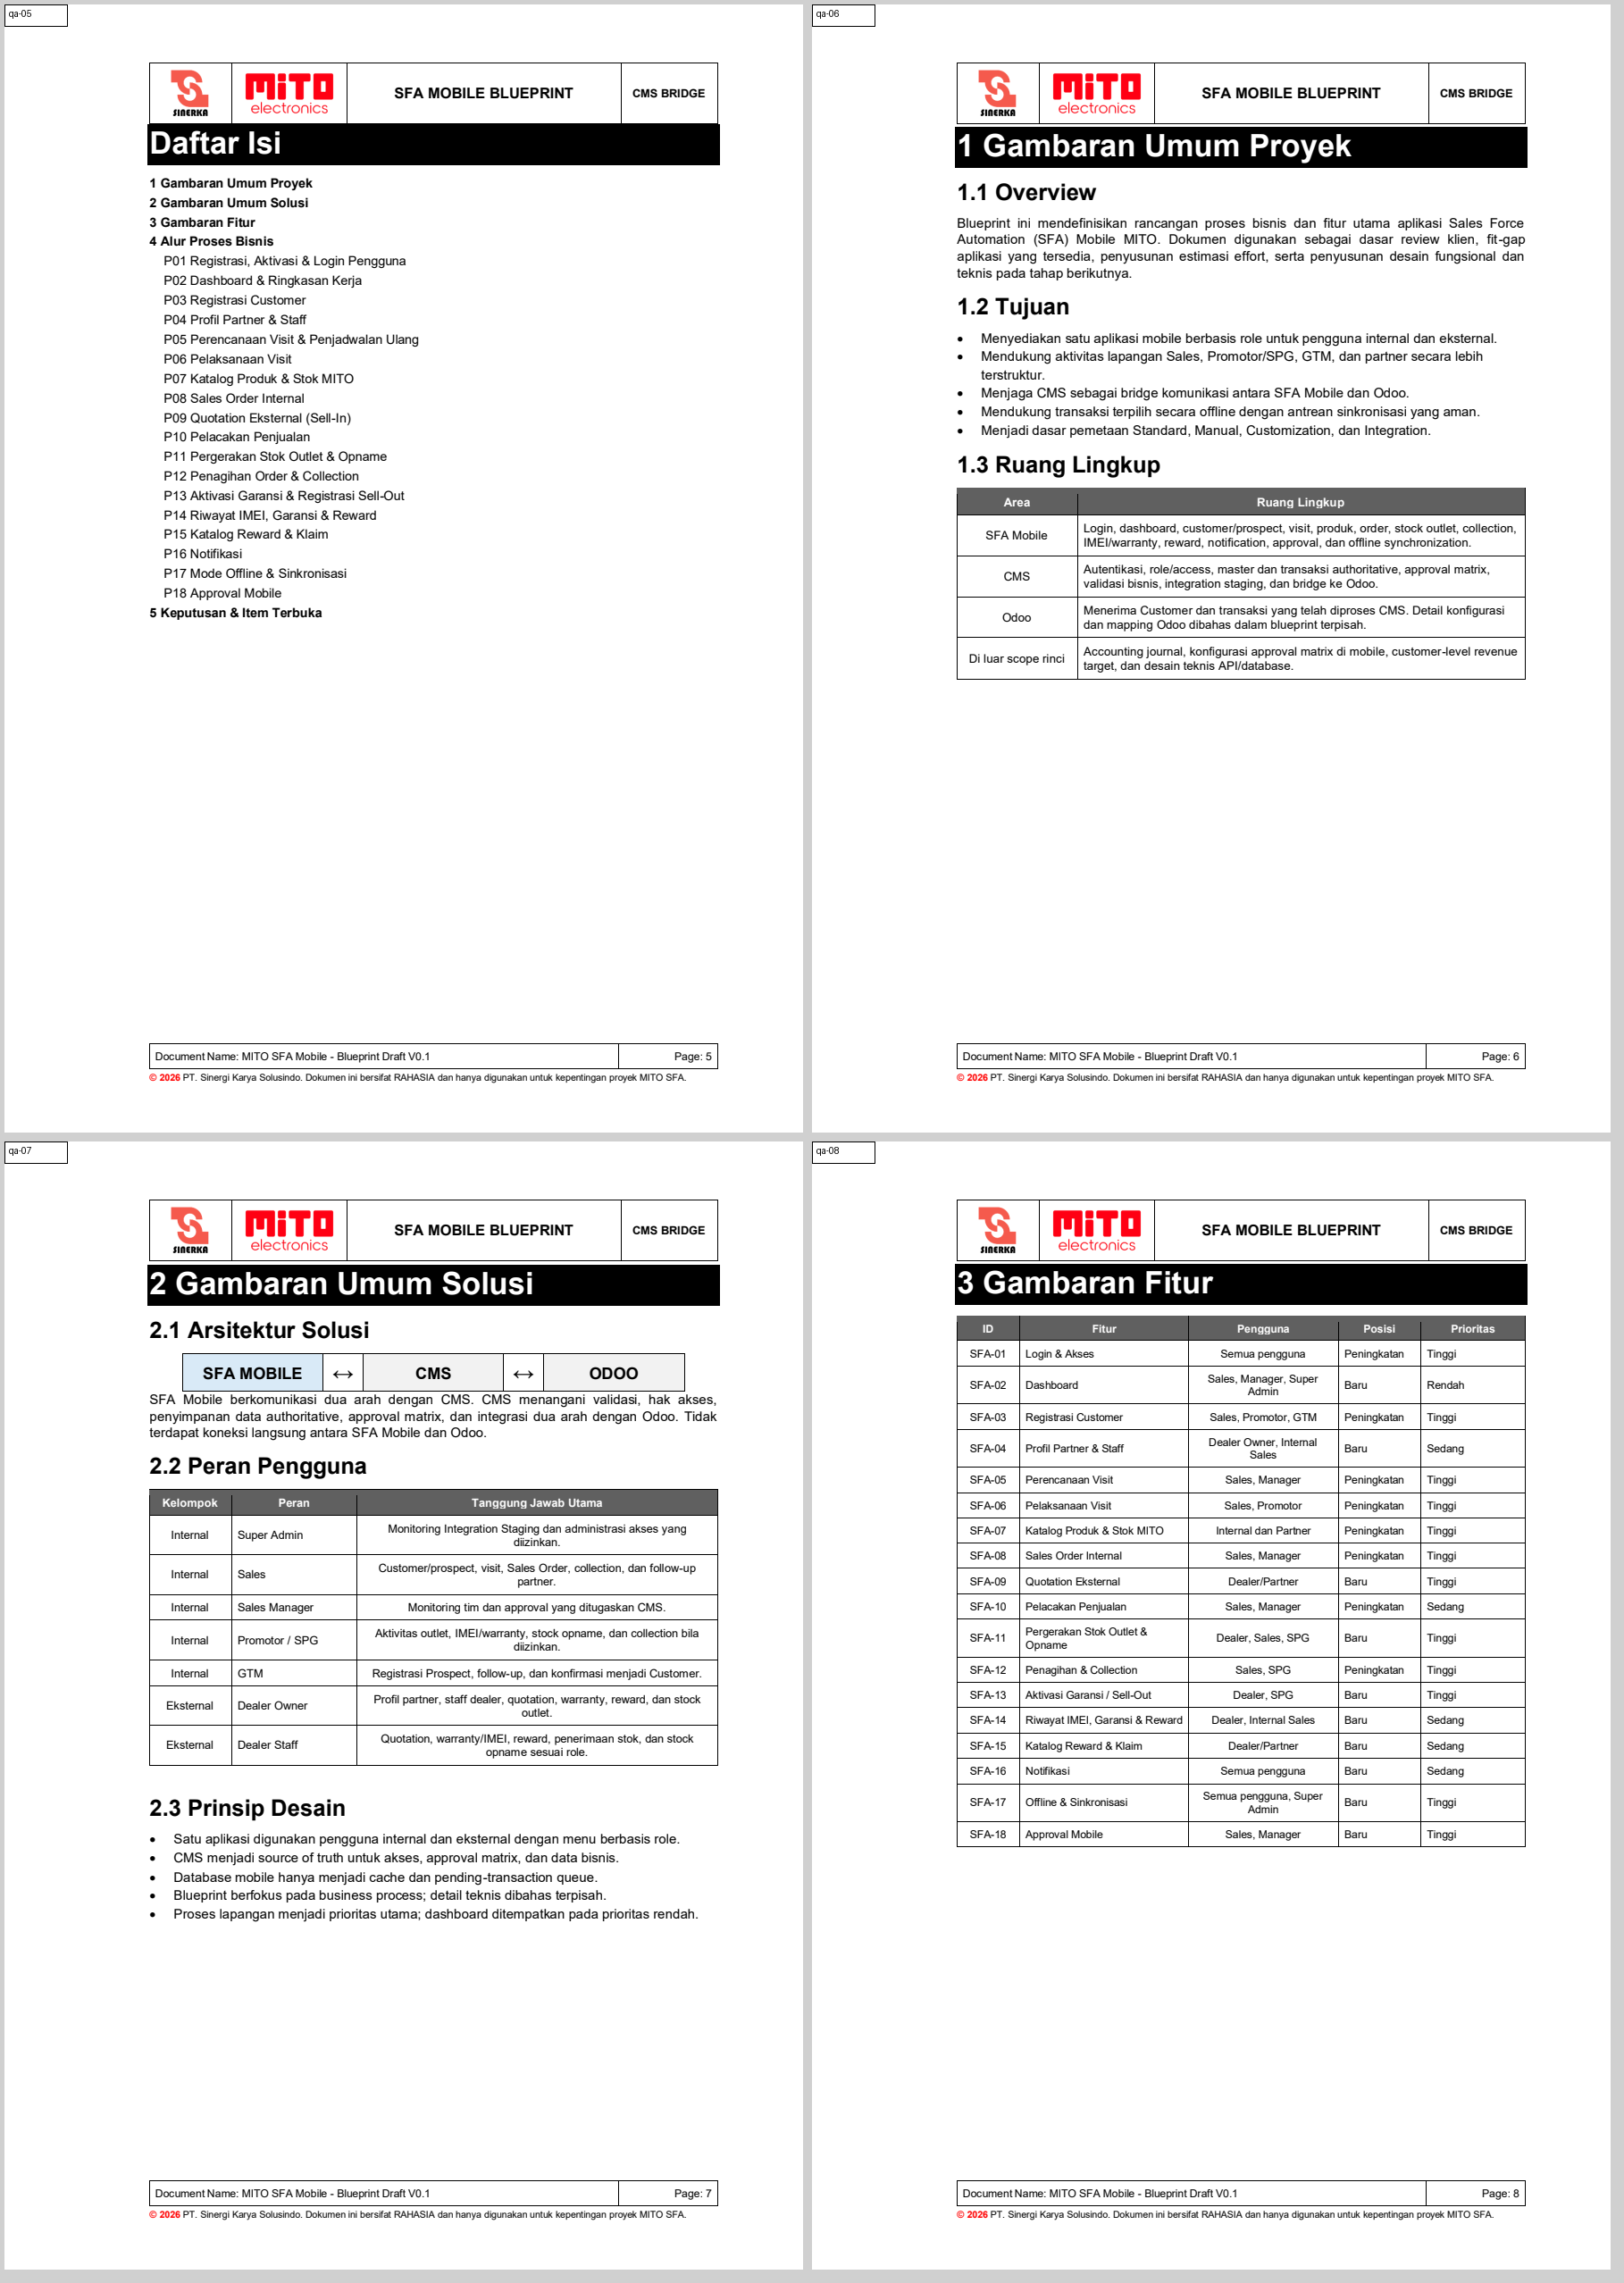 qa-05
SINERKA
MiTO
electronics
SFA MOBILE BLUEPRINT
CMS BRIDGE
Daftar Isi
1 Gambaran Umum Proyek
2 Gambaran Umum Solusi
3 Gambaran Fitur
4 Alur Proses Bisnis
P01 Registrasi, Aktivasi & Login Pengguna
P02 Dashboard & Ringkasan Kerja
P03 Registrasi Customer
P04 Profil Partner & Staff
P05 Perencanaan Visit & Penjadwalan Ulang
P06 Pelaksanaan Visit
P07 Katalog Produk & Stok MITO
P08 Sales Order Internal
P09 Quotation Eksternal (Sell-In)
P10 Pelacakan Penjualan
P11 Pergerakan Stok Outlet & Opname
P12 Penagihan Order & Collection
P13 Aktivasi Garansi & Registrasi Sell-Out
P14 Riwayat IMEI, Garansi & Reward
P15 Katalog Reward & Klaim
P16 Notifikasi
P17 Mode Offline & Sinkronisasi
P18 Approval Mobile
5 Keputusan & Item Terbuka
Document Name: MITO SFA Mobile - Blueprint Draft V0.1
Page: 5
© 2026 PT. Sinergi Karya Solusindo. Dokumen ini bersifat RAHASIA dan hanya digunakan untuk kepentingan proyek MITO SFA.
qa-06
SINERKA
MiTO
electronics
SFA MOBILE BLUEPRINT
CMS BRIDGE
1 Gambaran Umum Proyek
1.1 Overview
Blueprint ini mendefinisikan rancangan proses bisnis dan fitur utama aplikasi Sales Force
Automation (SFA) Mobile MITO. Dokumen digunakan sebagai dasar review klien, fit-gap
aplikasi yang tersedia, penyusunan estimasi effort, serta penyusunan desain fungsional dan
teknis pada tahap berikutnya.
1.2 Tujuan
• Menyediakan satu aplikasi mobile berbasis role untuk pengguna internal dan eksternal.
• Mendukung aktivitas lapangan Sales, Promotor/SPG, GTM, dan partner secara lebih
terstruktur.
• Menjaga CMS sebagai bridge komunikasi antara SFA Mobile dan Odoo.
• Mendukung transaksi terpilih secara offline dengan antrean sinkronisasi yang aman.
• Menjadi dasar pemetaan Standard, Manual, Customization, dan Integration.
1.3 Ruang Lingkup
Area Ruang Lingkup
SFA Mobile
Login, dashboard, customer/prospect, visit, produk, order, stock outlet, collection,
IMEI/warranty, reward, notification, approval, dan offline synchronization.
CMS
Autentikasi, role/access, master dan transaksi authoritative, approval matrix,
validasi bisnis, integration staging, dan bridge ke Odoo.
Odoo
Menerima Customer dan transaksi yang telah diproses CMS. Detail konfigurasi
dan mapping Odoo dibahas dalam blueprint terpisah.
Di luar scope rinci
Accounting journal, konfigurasi approval matrix di mobile, customer-level revenue
target, dan desain teknis API/database.
Document Name: MITO SFA Mobile - Blueprint Draft V0.1
Page: 6
© 2026 PT. Sinergi Karya Solusindo. Dokumen ini bersifat RAHASIA dan hanya digunakan untuk kepentingan proyek MITO SFA.
qa-07
SINERKA
MiTO
electronics
SFA MOBILE BLUEPRINT
CMS BRIDGE
2 Gambaran Umum Solusi
2.1 Arsitektur Solusi
SFA MOBILE ↔ CMS ↔ ODOO
SFA Mobile berkomunikasi dua arah dengan CMS. CMS menangani validasi, hak akses,
penyimpanan data authoritative, approval matrix, dan integrasi dua arah dengan Odoo. Tidak
terdapat koneksi langsung antara SFA Mobile dan Odoo.
2.2 Peran Pengguna
Kelompok Peran Tanggung Jawab Utama
Internal Super Admin
Monitoring Integration Staging dan administrasi akses yang
diizinkan.
Internal Sales
Customer/prospect, visit, Sales Order, collection, dan follow-up
partner.
Internal Sales Manager Monitoring tim dan approval yang ditugaskan CMS.
Internal Promotor / SPG
Aktivitas outlet, IMEI/warranty, stock opname, dan collection bila
diizinkan.
Internal GTM Registrasi Prospect, follow-up, dan konfirmasi menjadi Customer.
Eksternal Dealer Owner
Profil partner, staff dealer, quotation, warranty, reward, dan stock
outlet.
Eksternal Dealer Staff
Quotation, warranty/IMEI, reward, penerimaan stok, dan stock
opname sesuai role.
2.3 Prinsip Desain
• Satu aplikasi digunakan pengguna internal dan eksternal dengan menu berbasis role.
• CMS menjadi source of truth untuk akses, approval matrix, dan data bisnis.
• Database mobile hanya menjadi cache dan pending-transaction queue.
• Blueprint berfokus pada business process; detail teknis dibahas terpisah.
• Proses lapangan menjadi prioritas utama; dashboard ditempatkan pada prioritas rendah.
Document Name: MITO SFA Mobile - Blueprint Draft V0.1
Page: 7
© 2026 PT. Sinergi Karya Solusindo. Dokumen ini bersifat RAHASIA dan hanya digunakan untuk kepentingan proyek MITO SFA.
qa-08
SINERKA
MiTO
electronics
SFA MOBILE BLUEPRINT
CMS BRIDGE
3 Gambaran Fitur
ID Fitur Pengguna Posisi Prioritas
SFA-01 Login & Akses Semua pengguna Peningkatan Tinggi
SFA-02 Dashboard Sales, Manager, Super Admin Baru Rendah
SFA-03 Registrasi Customer Sales, Promotor, GTM Peningkatan Tinggi
SFA-04 Profil Partner & Staff Dealer Owner, Internal Sales Baru Sedang
SFA-05 Perencanaan Visit Sales, Manager Peningkatan Tinggi
SFA-06 Pelaksanaan Visit Sales, Promotor Peningkatan Tinggi
SFA-07 Katalog Produk & Stok MITO Internal dan Partner Peningkatan Tinggi
SFA-08 Sales Order Internal Sales, Manager Peningkatan Tinggi
SFA-09 Quotation Eksternal Dealer/Partner Baru Tinggi
SFA-10 Pelacakan Penjualan Sales, Manager Peningkatan Sedang
SFA-11 Pergerakan Stok Outlet & Opname Dealer, Sales, SPG Baru Tinggi
SFA-12 Penagihan & Collection Sales, SPG Peningkatan Tinggi
SFA-13 Aktivasi Garansi / Sell-Out Dealer, SPG Baru Tinggi
SFA-14 Riwayat IMEI, Garansi & Reward Dealer, Internal Sales Baru Sedang
SFA-15 Katalog Reward & Klaim Dealer/Partner Baru Sedang
SFA-16 Notifikasi Semua pengguna Baru Sedang
SFA-17 Offline & Sinkronisasi Semua pengguna, Super Admin Baru Tinggi
SFA-18 Approval Mobile Sales, Manager Baru Tinggi
Document Name: MITO SFA Mobile - Blueprint Draft V0.1
Page: 8
© 2026 PT. Sinergi Karya Solusindo. Dokumen ini bersifat RAHASIA dan hanya digunakan untuk kepentingan proyek MITO SFA.